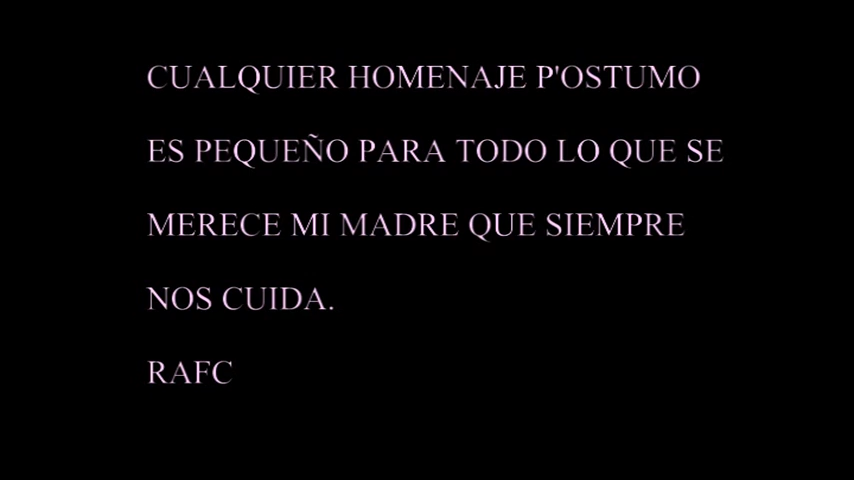 CUALQUIER HOMENAJE P'OSTUMO
ES PEQUEÑO PARA TODO LO QUE SE
MERECE MI MADRE QUE SIEMPRE
NOS CUIDA.
RAFC